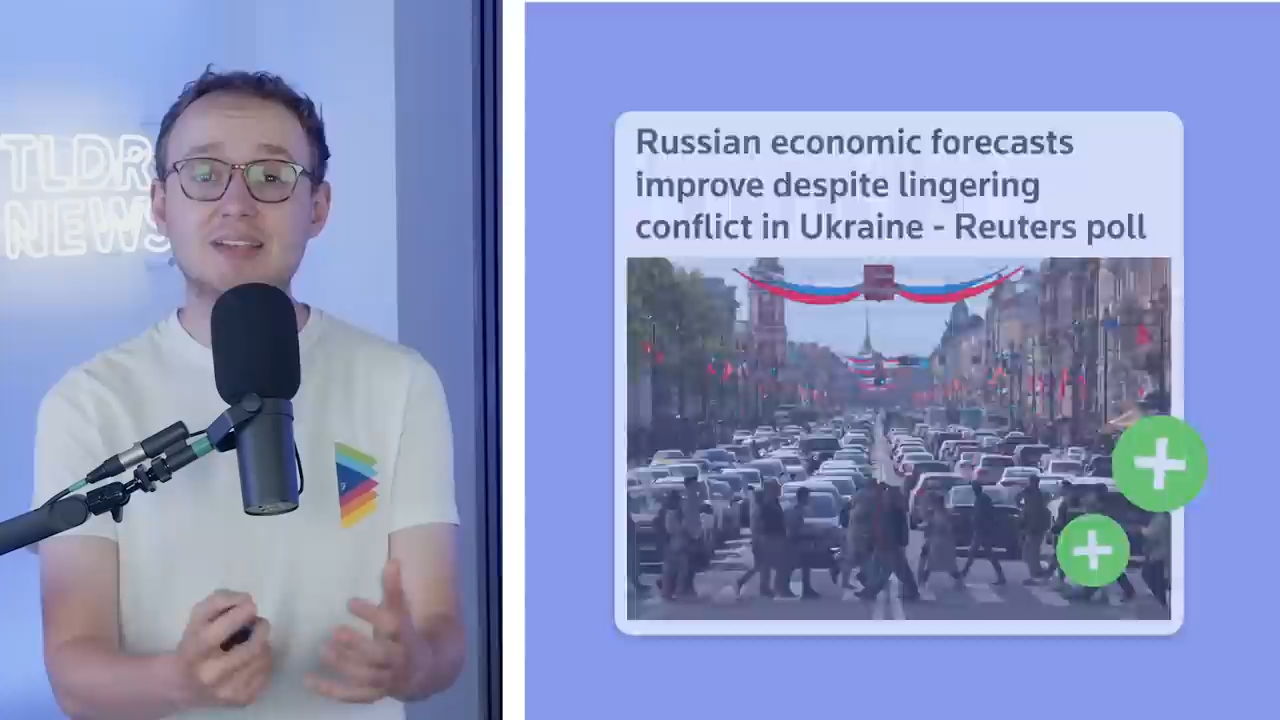 TLDR
NEWS
Russian economic forecasts
improve despite lingering
conflict in Ukraine - Reuters poll